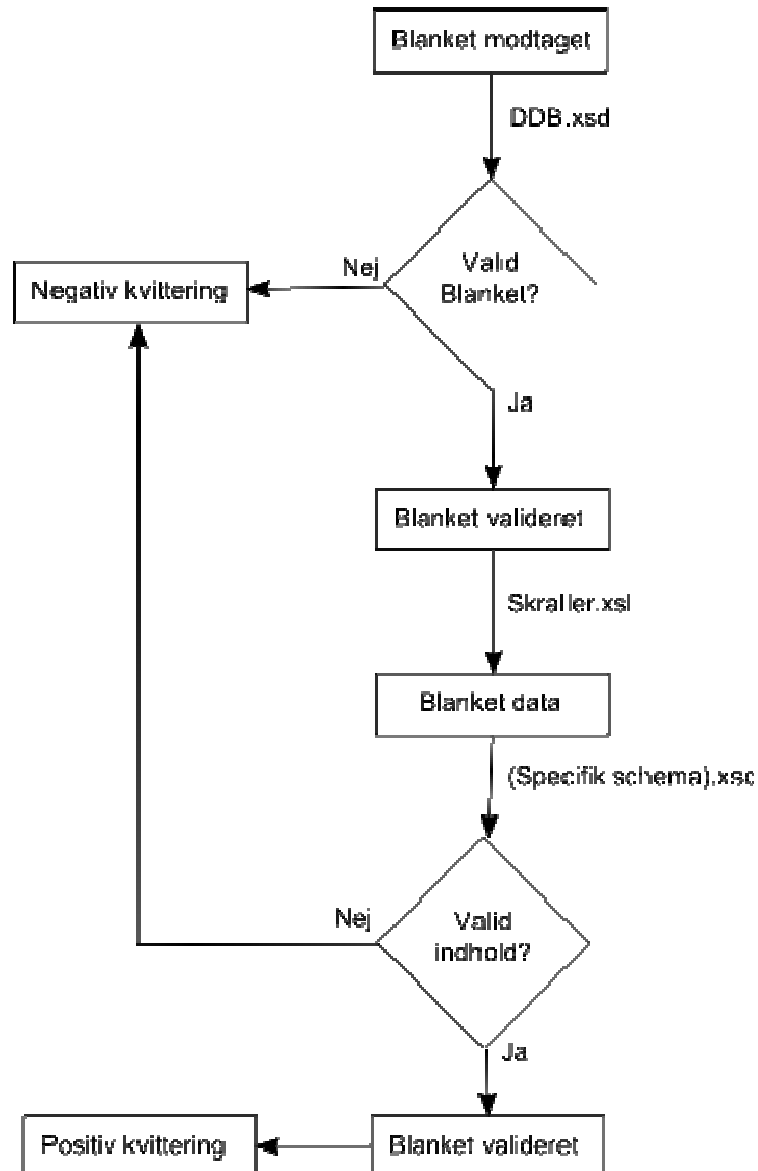 Blanket modtaget
DDB.xsd
Nej
Valid
Blanket?
Negativ kvittering
Ja
Blanket valideret
Skraller.xsl
Blanket data
(Specifik schema).xsd
Nej
Valid
indhold?
Ja
Positiv kvittering
Blanket valideret